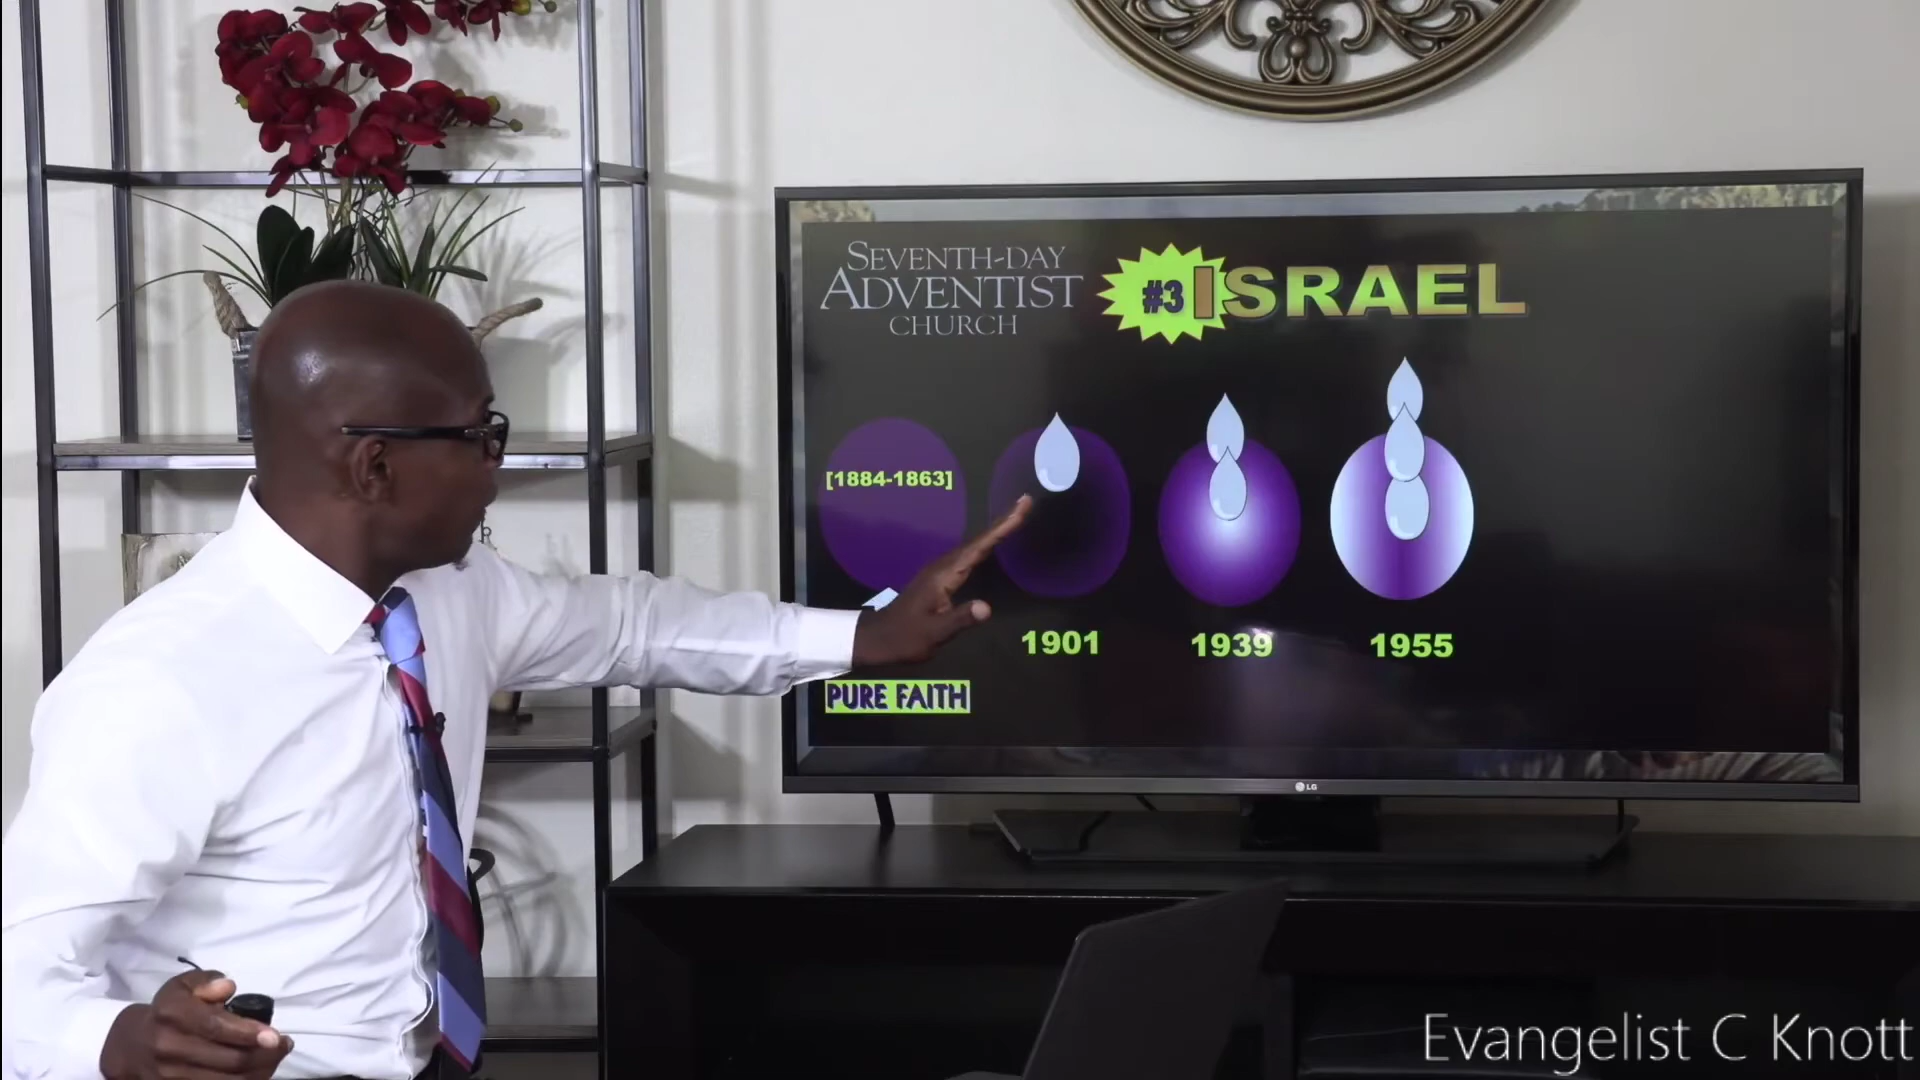 SEVENTH-DAY
ADVENTIST
CHURCH
#3 ISRAEL
[1884-1863]
1901
1939
1955
PURE FAITH
LG
Evangelist C Knott